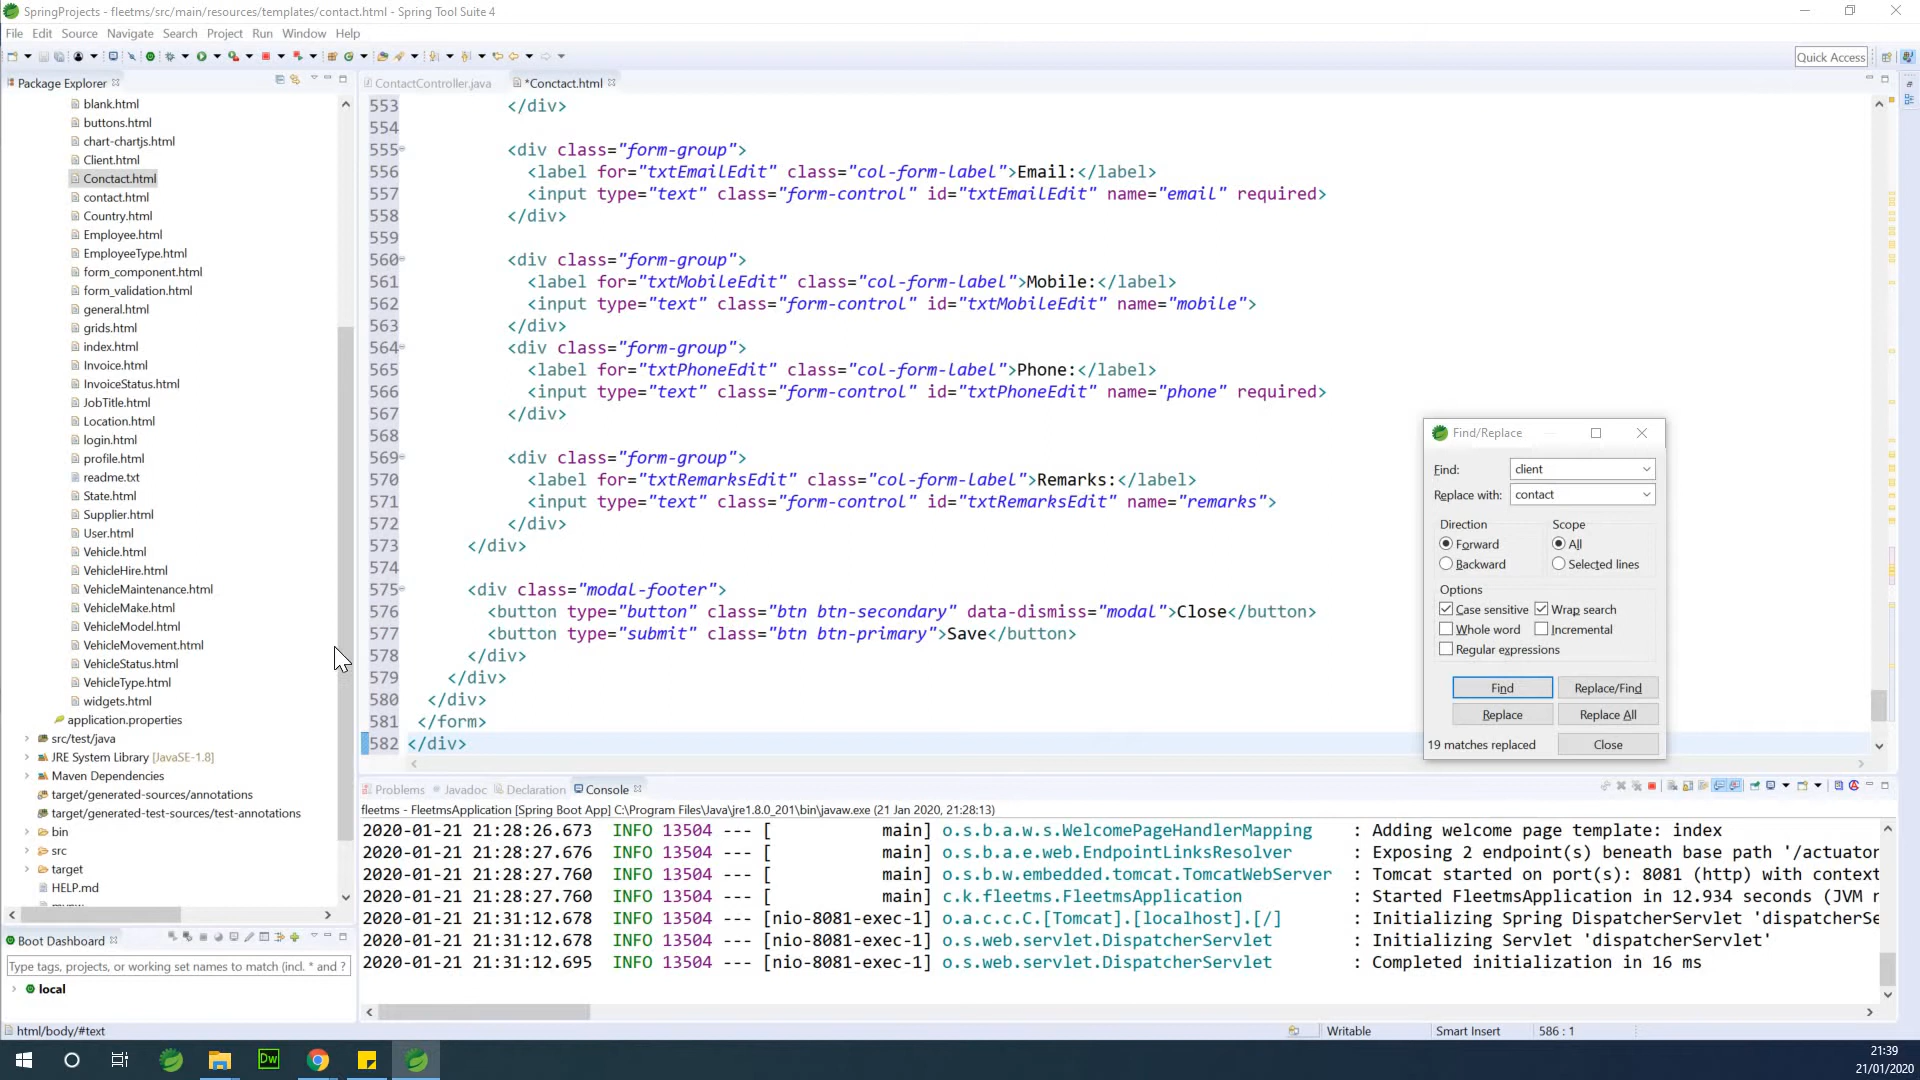 SpringProjects - fleetms/src/main/resources/templates/contact.html - Spring Tool Suite 4
File Edit Source Navigate Search Project Run Window Help
Quick Access
Package Explorer
blank.html
buttons.html
chart-chartjs.html
Client.html
Conctact.html
contact.html
Country.html
Employee.html
EmployeeType.html
form_component.html
form_validation.html
general.html
grids.html
index.html
Invoice.html
InvoiceStatus.html
JobTitle.html
Location.html
login.html
profile.html
readme.txt
State.html
Supplier.html
User.html
Vehicle.html
VehicleHire.html
VehicleMaintenance.html
VehicleMake.html
VehicleModel.html
VehicleMovement.html
VehicleStatus.html
VehicleType.html
widgets.html
application.properties
src/test/java
JRE System Library [JavaSE-1.8]
Maven Dependencies
target/generated-sources/annotations
target/generated-test-sources/test-annotations
bin
src
target
HELP.md
Boot Dashboard
Type tags, projects, or working set names to match (incl. * and ?
local
ContactController.java *Conctact.html
553 </div>
554
555 <div class="form-group">
556 <label for="txtEmailEdit" class="col-form-label">Email:</label>
557 <input type="text" class="form-control" id="txtEmailEdit" name="email" required>
558 </div>
559
560 <div class="form-group">
561 <label for="txtMobileEdit" class="col-form-label">Mobile:</label>
562 <input type="text" class="form-control" id="txtMobileEdit" name="mobile">
563 </div>
564 <div class="form-group">
565 <label for="txtPhoneEdit" class="col-form-label">Phone:</label>
566 <input type="text" class="form-control" id="txtPhoneEdit" name="phone" required>
567 </div>
568
569 <div class="form-group">
570 <label for="txtRemarksEdit" class="col-form-label">Remarks:</label>
571 <input type="text" class="form-control" id="txtRemarksEdit" name="remarks">
572 </div>
573 </div>
574
575 <div class="modal-footer">
576 <button type="button" class="btn btn-secondary" data-dismiss="modal">Close</button>
577 <button type="submit" class="btn btn-primary">Save</button>
578 </div>
579 </div>
580 </div>
581 </form>
582 </div>
Find/Replace
Find: client
Replace with: contact
Direction Scope
Forward All
Backward Selected lines
Options
Case sensitive Wrap search
Whole word Incremental
Regular expressions
Find Replace/Find
Replace Replace All
19 matches replaced Close
Problems Javadoc Declaration Console
fleetms - FleetmsApplication [Spring Boot App] C:\Program Files\Java\jre1.8.0_201\bin\javaw.exe (21 Jan 2020, 21:28:13)
2020-01-21 21:28:26.673 INFO 13504 --- [ main] o.s.b.a.w.s.WelcomePageHandlerMapping : Adding welcome page template: index
2020-01-21 21:28:27.676 INFO 13504 --- [ main] o.s.b.a.e.web.EndpointLinksResolver : Exposing 2 endpoint(s) beneath base path '/actuator
2020-01-21 21:28:27.760 INFO 13504 --- [ main] o.s.b.w.embedded.tomcat.TomcatWebServer : Tomcat started on port(s): 8081 (http) with context
2020-01-21 21:28:27.760 INFO 13504 --- [ main] c.k.fleetms.FleetmsApplication : Started FleetmsApplication in 12.934 seconds (JVM r
2020-01-21 21:31:12.678 INFO 13504 --- [nio-8081-exec-1] o.a.c.c.C.[Tomcat].[localhost].[/] : Initializing Spring DispatcherServlet 'dispatcherSe
2020-01-21 21:31:12.678 INFO 13504 --- [nio-8081-exec-1] o.s.web.servlet.DispatcherServlet : Initializing Servlet 'dispatcherServlet'
2020-01-21 21:31:12.695 INFO 13504 --- [nio-8081-exec-1] o.s.web.servlet.DispatcherServlet : Completed initialization in 16 ms
html/body/#text Writable Smart Insert 586 : 1
Dw
21:39
21/01/2020